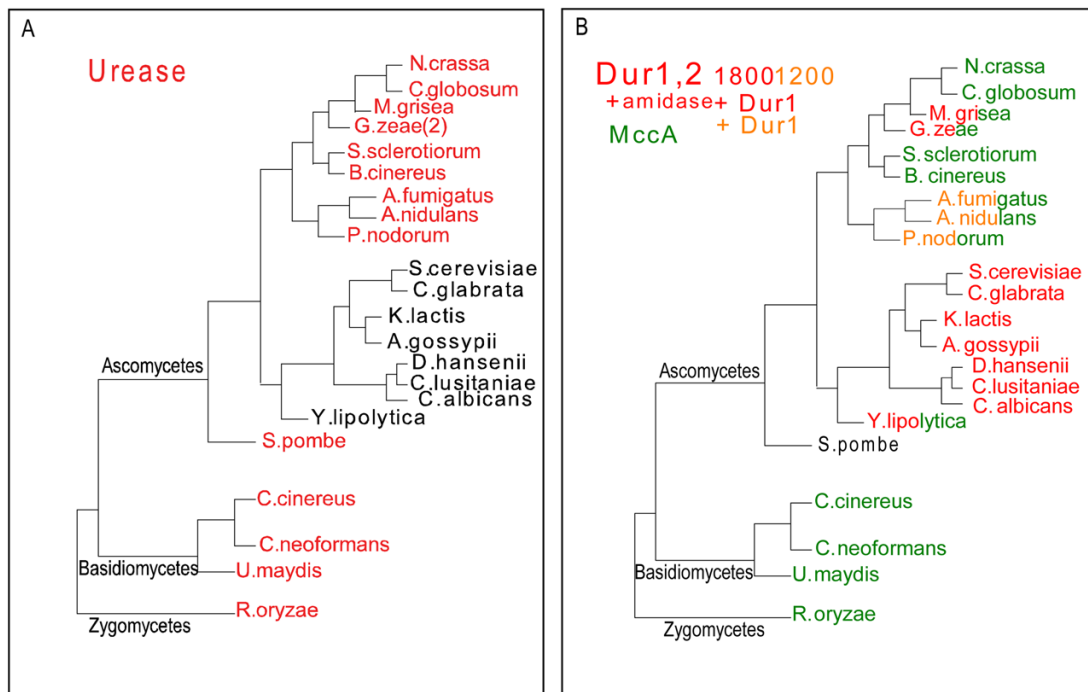 A
Urease
N.crassa
C.globosum
M.grisea
G.zeae(2)
S.sclerotiorum
B.cinereus
A.fumigatus
A.nidulans
P.nodorum
S.cerevisiae
C.glabrata
K.lactis
A.gossypii
D.hansenii
C.lusitaniae
C.albicans
Y.lipolytica
Ascomycetes
S.pombe
C.cinereus
C.neoformans
Basidiomycetes
U.maydis
R.oryzae
Zygomycetes
B
Dur1,2 1800 1200
+amidase + Dur1
+ Dur1
MccA
N.crassa
C. globosum
M. grisea
G. zeae
S. sclerotiorum
B. cinereus
A.fumigatus
A. nidulans
P.nodorum
S.cerevisiae
C.glabrata
K.lactis
A. gossypii
D.hansenii
C.lusitaniae
C. albicans
Y.lipolytica
Ascomycetes
S.pombe
C.cinereus
C.neoformans
Basidiomycetes
U.maydis
R.oryzae
Zygomycetes